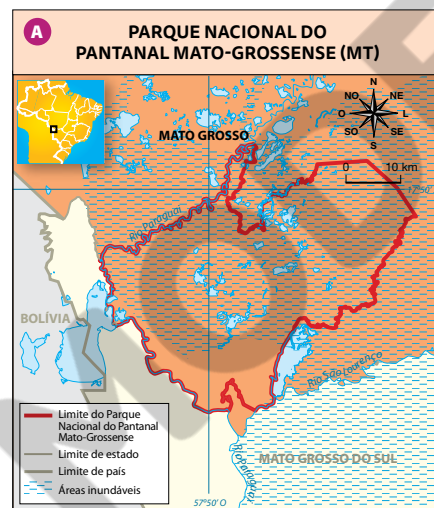 A
PARQUE NACIONAL DO
PANTANAL MATO-GROSSENSE (MT)
N
NO NE
O L
SO SE
S
MATO GROSSO
0 10 km
17°50'
Rio Paraguai
BOLÍVIA
Rio São Lourenço
Limite do Parque
Nacional do Pantanal
Mato-Grossense
Limite de estado
Limite de país
Áreas inundáveis
MATO GROSSO DO SUL
Rio Paraguai
57°50' O